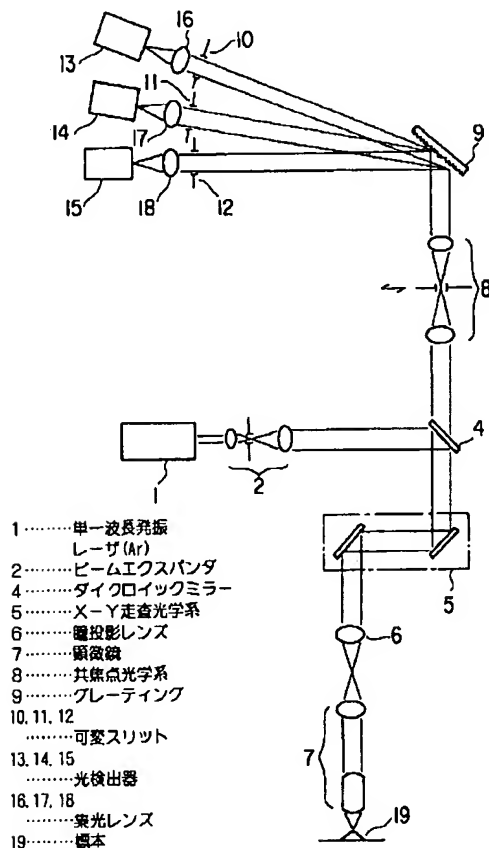 16
10
13
11
9
14
17
15
18
12
8
4
1
2
5
6
7
19
1………単一波長発振
レーザ(Ar)
2………ビームエクスパンダ
4………ダイクロイックミラー
5………X－Y走査光学系
6………瞳投影レンズ
7………顕微鏡
8………共焦点光学系
9………グレーティング
10, 11, 12
………可変スリット
13, 14, 15
………光検出器
16, 17, 18
………集光レンズ
19………標本